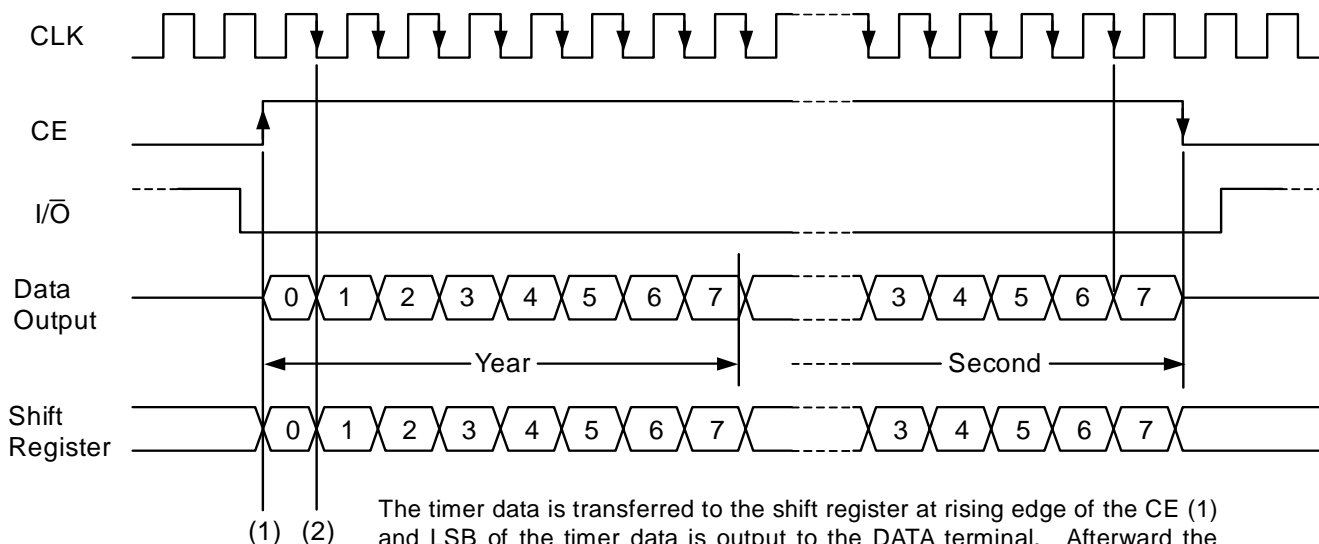 CLK
CE
I/O̅
Data
Output
0 1 2 3 4 5 6 7 3 4 5 6 7
Year Second
Shift
Register
0 1 2 3 4 5 6 7 3 4 5 6 7
(1) (2)
The timer data is transferred to the shift register at rising edge of the CE (1)
and LSB of the timer data is output to the DATA terminal. Afterward the